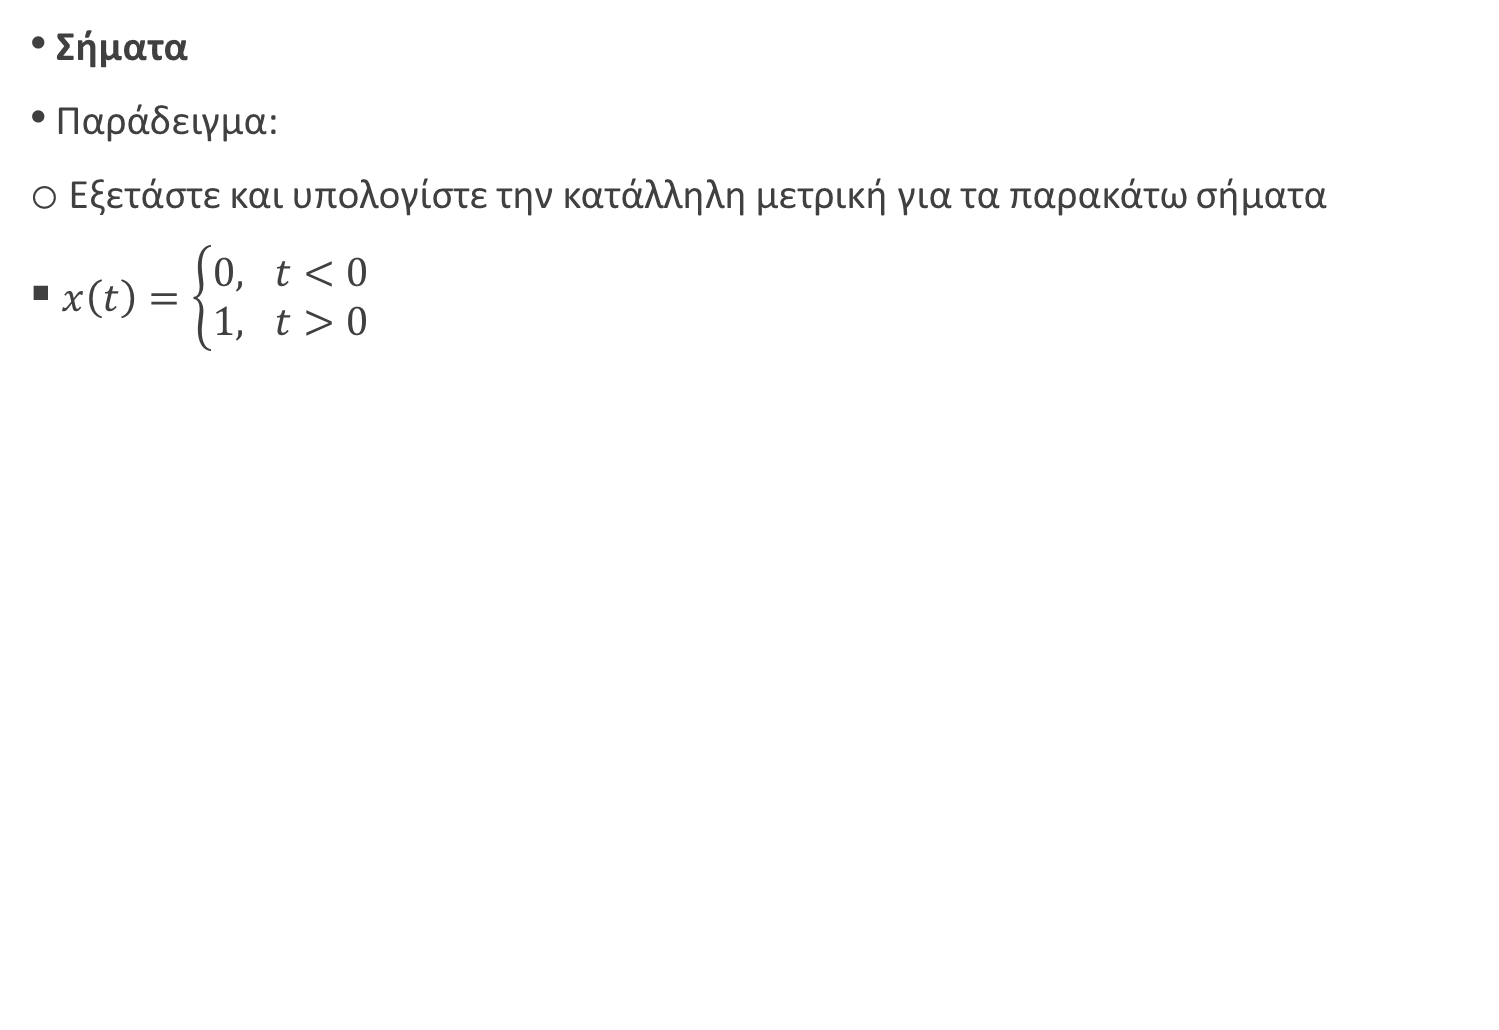 • Σήματα
• Παράδειγμα:
○ Εξετάστε και υπολογίστε την κατάλληλη μετρική για τα παρακάτω σήματα
▪ x(t) = { 0, t < 0
1, t > 0